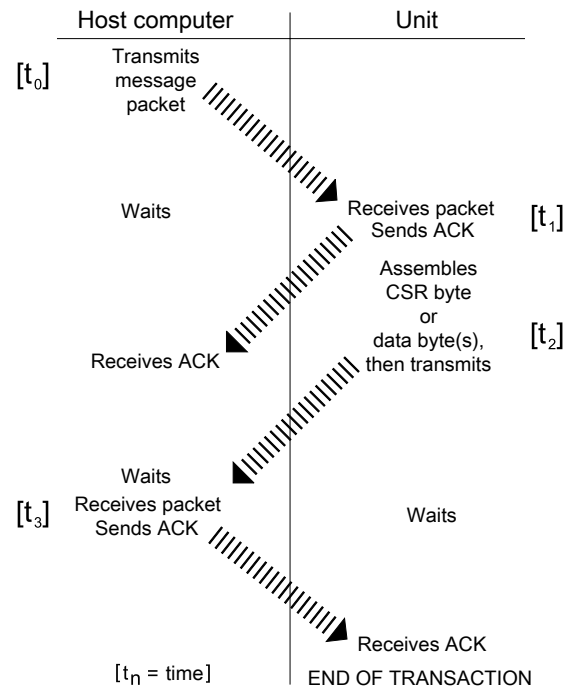 Host computer
Unit
[t0]
Transmits
message
packet
Waits
Receives packet
Sends ACK
[t1]
Assembles
CSR byte
or
data byte(s),
then transmits
[t2]
Receives ACK
Waits
Receives packet
Sends ACK
[t3]
Waits
Receives ACK
[tn = time]
END OF TRANSACTION